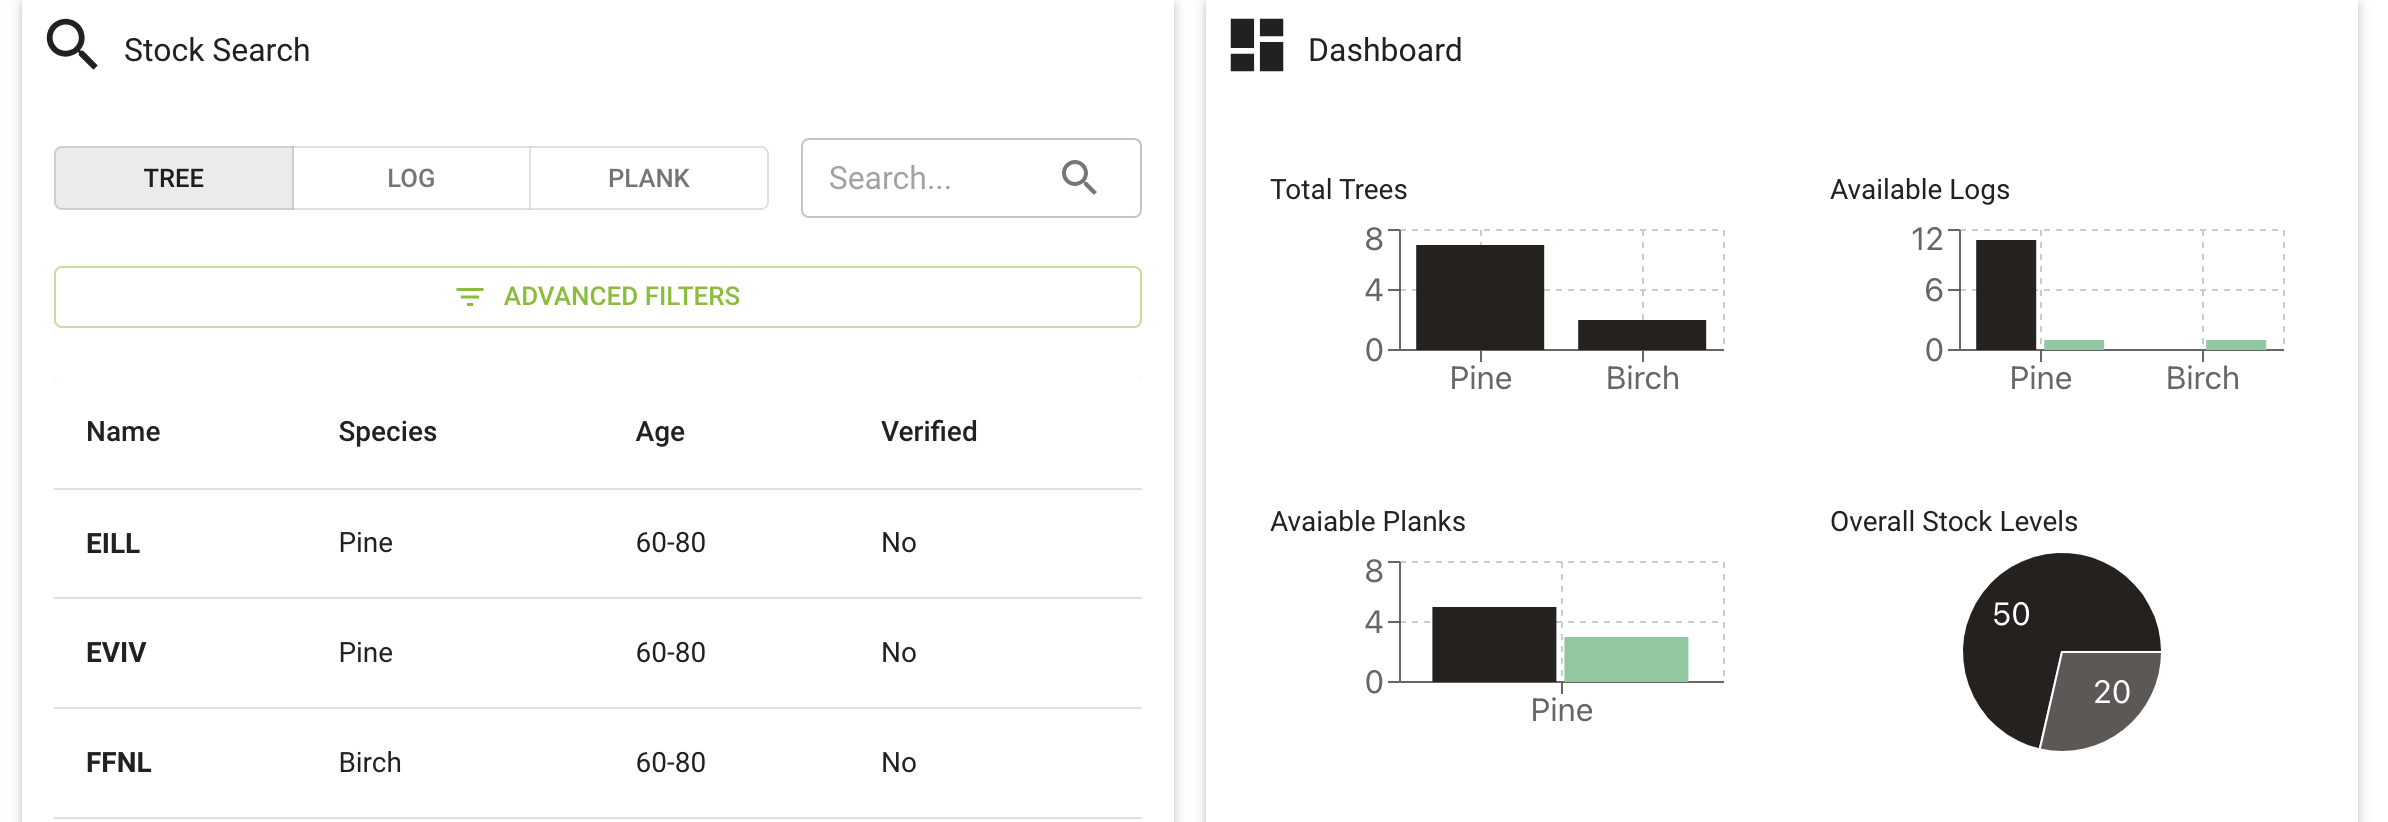 Stock Search
TREE LOG PLANK Search...
ADVANCED FILTERS
Name Species Age Verified
EILL Pine 60-80 No
EVIV Pine 60-80 No
FFNL Birch 60-80 No
Dashboard
Total Trees
8
4
0
Pine Birch
Available Logs
12
6
0
Pine Birch
Avaiable Planks
8
4
0
Pine
Overall Stock Levels
50
20